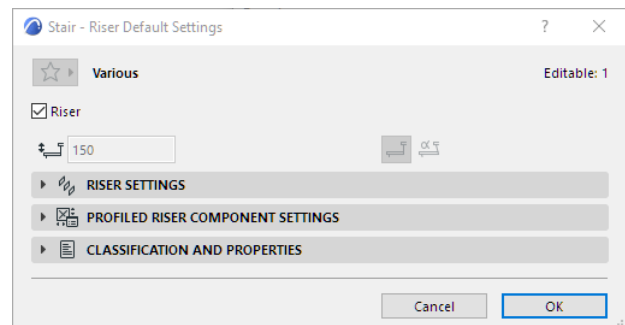 Stair - Riser Default Settings
Various
Editable: 1
Riser
150
α
RISER SETTINGS
PROFILED RISER COMPONENT SETTINGS
CLASSIFICATION AND PROPERTIES
Cancel
OK